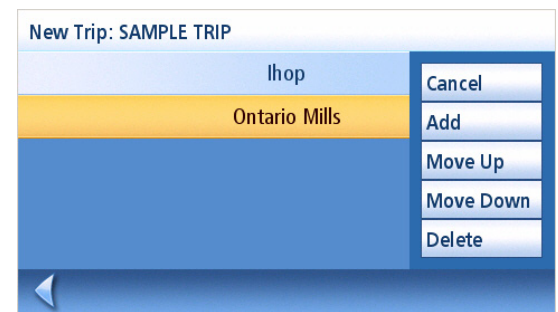 New Trip: SAMPLE TRIP
Ihop
Ontario Mills
Cancel
Add
Move Up
Move Down
Delete